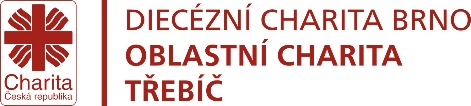 Charita
Česká republika
DIECÉZNÍ CHARITA BRNO
OBLASTNÍ CHARITA
TŘEBÍČ